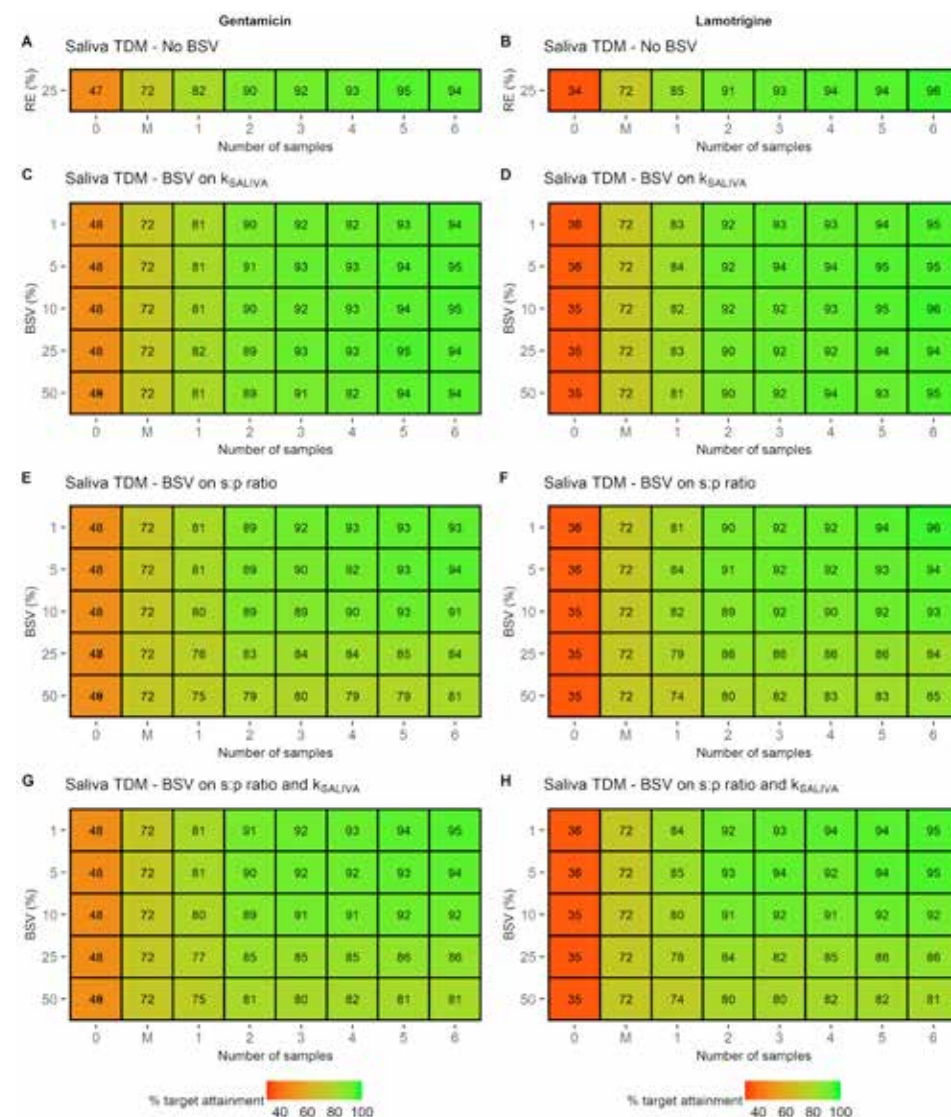 Gentamicin
Lamotrigine
A Saliva TDM - No BSV
RE (%)
25
47 72 82 90 92 93 95 94
0 M 1 2 3 4 5 6
Number of samples
B Saliva TDM - No BSV
RE (%)
25
34 72 85 91 93 94 94 96
0 M 1 2 3 4 5 6
Number of samples
C Saliva TDM - BSV on kSALIVA
BSV (%)
1 48 72 81 90 92 92 93 94
5 48 72 81 91 93 93 94 95
10 48 72 81 90 92 93 94 95
25 48 72 82 89 93 93 95 94
50 72 81 89 91 92 94 94
0 M 1 2 3 4 5 6
Number of samples
D Saliva TDM - BSV on kSALIVA
BSV (%)
1 36 72 83 92 93 93 94 95
5 36 72 84 92 94 94 95 95
10 35 72 82 92 92 93 95 96
25 35 72 83 90 92 92 94 94
50 35 72 81 90 92 94 93 95
0 M 1 2 3 4 5 6
Number of samples
E Saliva TDM - BSV on s:p ratio
BSV (%)
1 48 72 81 89 92 93 93 93
5 48 72 81 89 90 92 93 94
10 48 72 80 89 89 90 93 91
25 72 83 84 84 85 84
50 72 75 79 80 79 79 81
0 M 1 2 3 4 5 6
Number of samples
F Saliva TDM - BSV on s:p ratio
BSV (%)
1 36 72 81 90 92 92 94 96
5 36 72 84 91 92 92 93 94
10 35 72 82 89 92 90 92 93
25 35 72 79 86 86 86 86 84
50 35 72 74 80 82 83 83 85
0 M 1 2 3 4 5 6
Number of samples
G Saliva TDM - BSV on s:p ratio and kSALIVA
BSV (%)
1 48 72 81 91 92 93 94 95
5 48 72 81 90 92 92 93 94
10 48 72 80 89 91 91 92 92
25 48 72 77 85 85 85 86 86
50 72 75 81 80 82 81 81
0 M 1 2 3 4 5 6
Number of samples
H Saliva TDM - BSV on s:p ratio and kSALIVA
BSV (%)
1 36 72 84 92 93 94 94 95
5 36 72 85 93 94 92 94 95
10 35 72 80 91 92 91 92 92
25 35 72 78 84 82 85 86 86
50 35 72 74 80 80 82 82 81
0 M 1 2 3 4 5 6
Number of samples
% target attainment
40 60 80 100
% target attainment
40 60 80 100